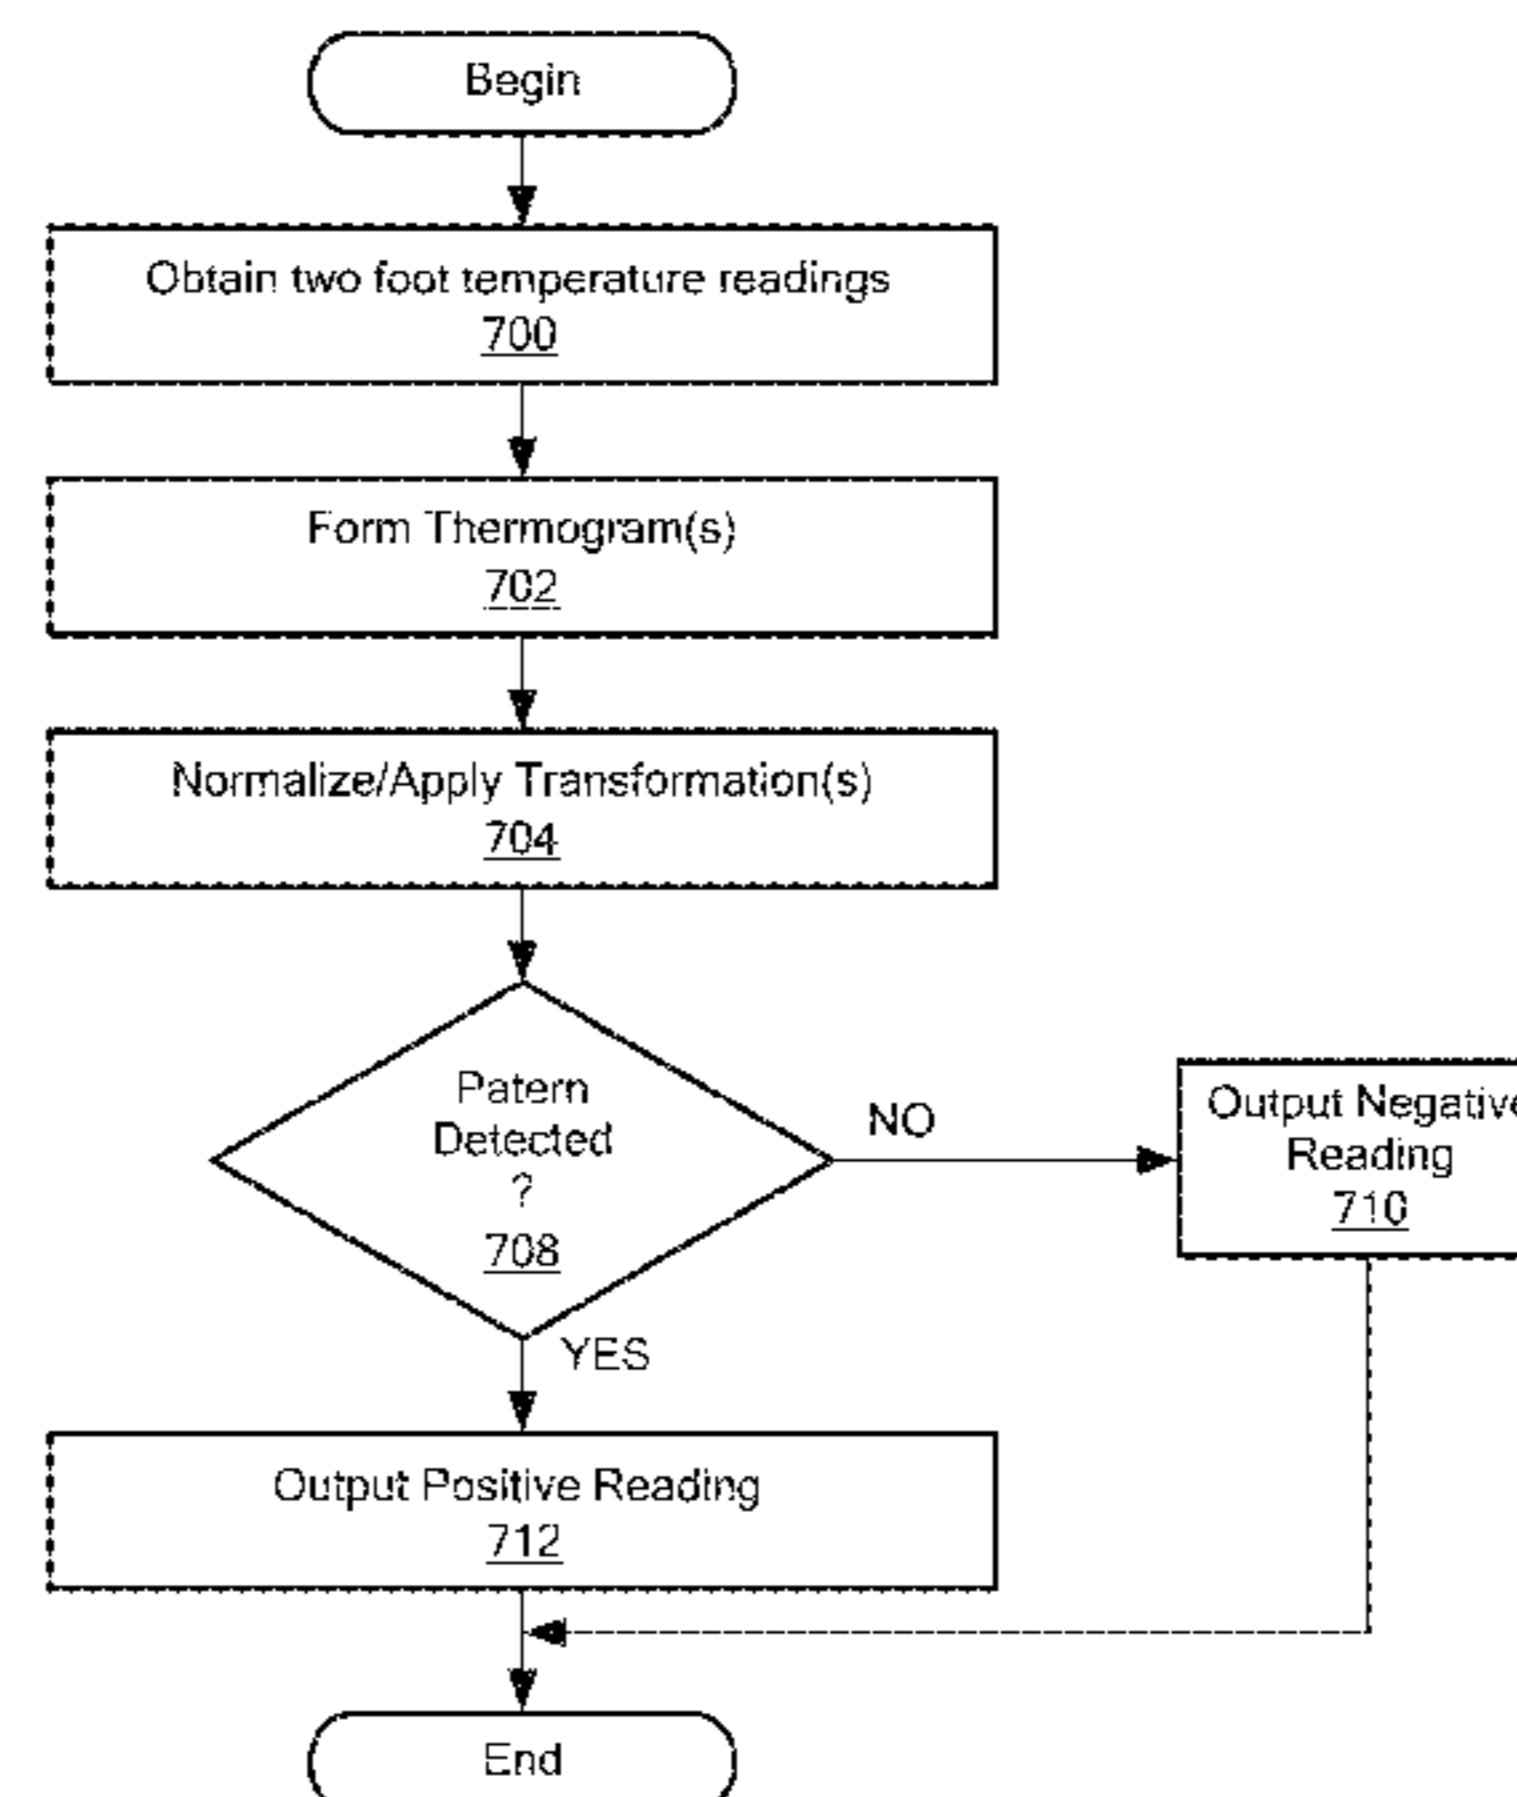 Begin
Obtain two foot temperature readings
700
Form Thermogram(s)
702
Normalize/Apply Transformation(s)
704
Patern
Detected
?
708
NO
Output Negative
Reading
710
YES
Output Positive Reading
712
End